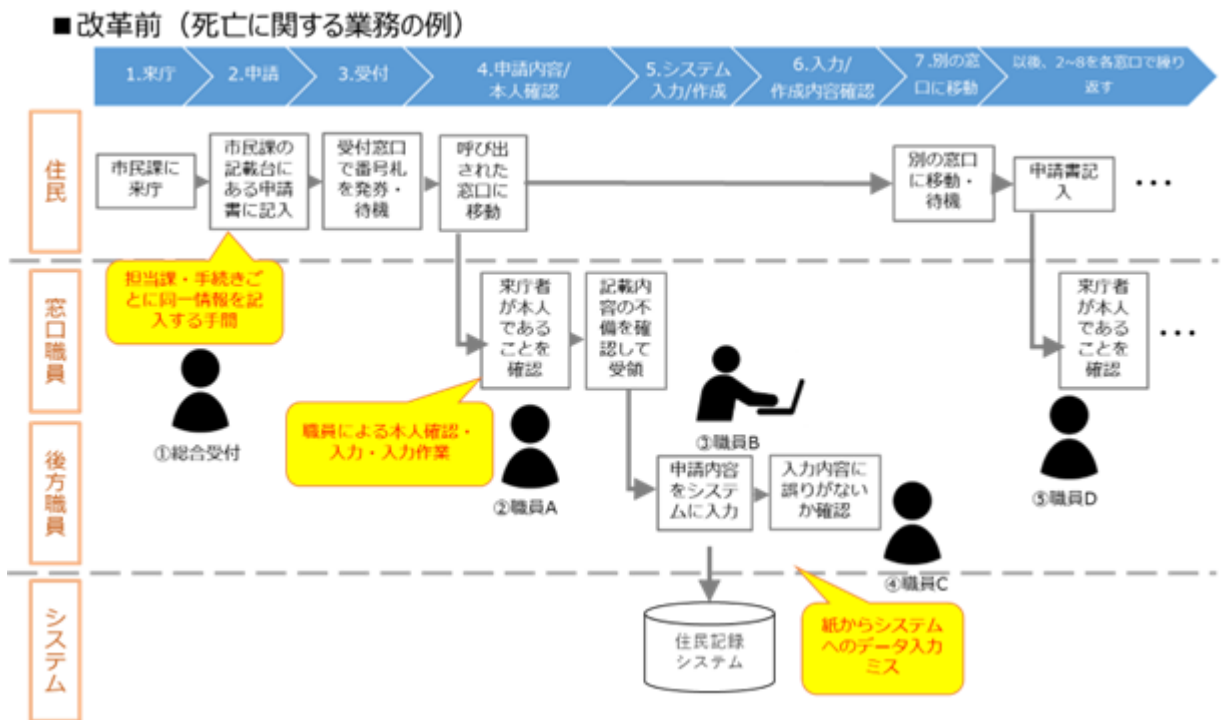 ■改革前（死亡に関する業務の例）
1.来庁
2.申請
3.受付
4.申請内容/
本人確認
5.システム
入力/作成
6.入力/
作成内容確認
7.別の窓
口に移動
以後、2~8を各窓口で繰り
返す
住民
市民課に
来庁
市民課の
記載台に
ある申請
書に記入
受付窓口
で番号札
を発券・
待機
呼び出
された
窓口に
移動
別の窓口
に移動・
待機
申請書記
入
・・・
窓口職員
担当課・手続きご
とに同一情報を記
入する手間
①総合受付
来庁者
が本人
である
ことを
確認
記載内
容の不
備を確
認して
受領
職員による本人確認・
入力・入力作業
②職員A
③職員B
来庁者
が本人
である
ことを
確認
・・・
⑤職員D
後方職員
申請内容
をシステ
ムに入力
入力内容に
誤りがない
か確認
④職員C
システム
住民記録
システム
紙からシステム
へのデータ入力
ミス